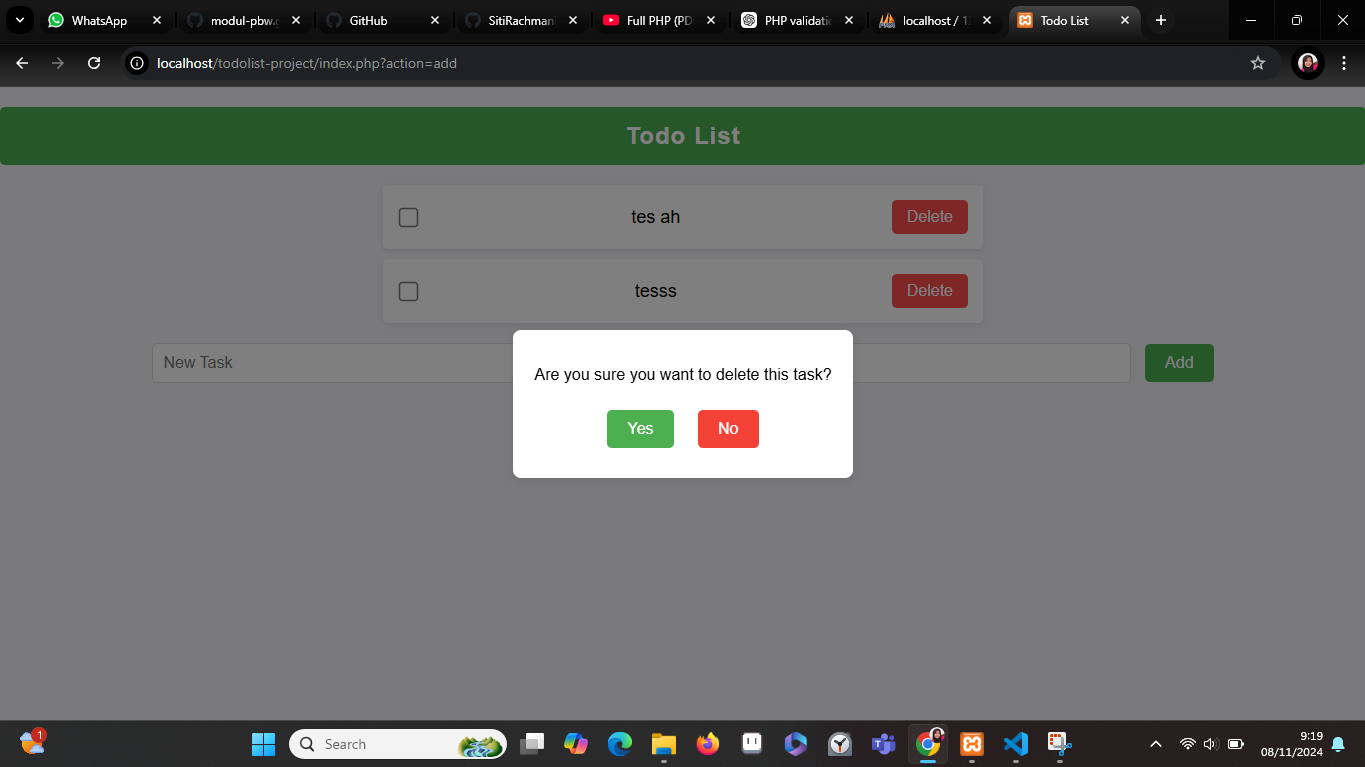 WhatsApp
modul-pbw.
GitHub
SitiRachman
Full PHP (PD
PHP validati
localhost / 12
Todo List
localhost/todolist-project/index.php?action=add
Todo List
tes ah
Delete
tesss
Delete
New Task
Add
Are you sure you want to delete this task?
Yes
No
1
Search
9:19
08/11/2024